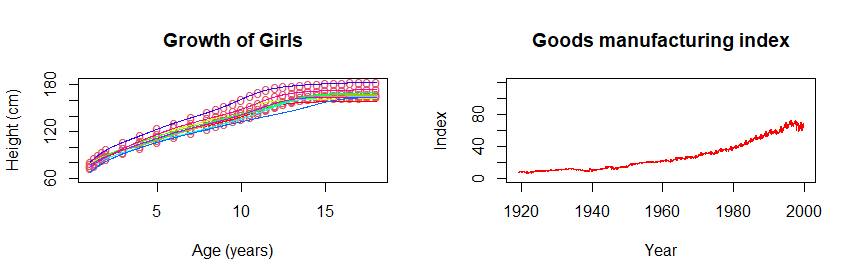 Growth of Girls
Height (cm)
180
120
60
5 10 15
Age (years)
Goods manufacturing index
Index
80
40
0
1920 1940 1960 1980 2000
Year